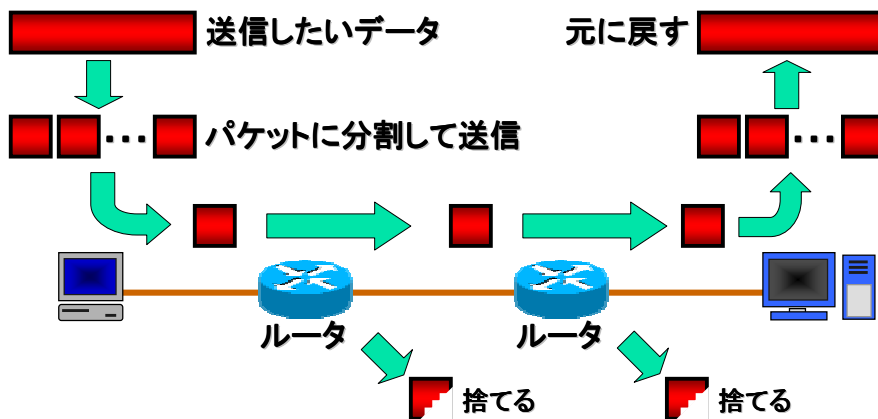 送信したいデータ
元に戻す
パケットに分割して送信
ルータ
ルータ
捨てる
捨てる